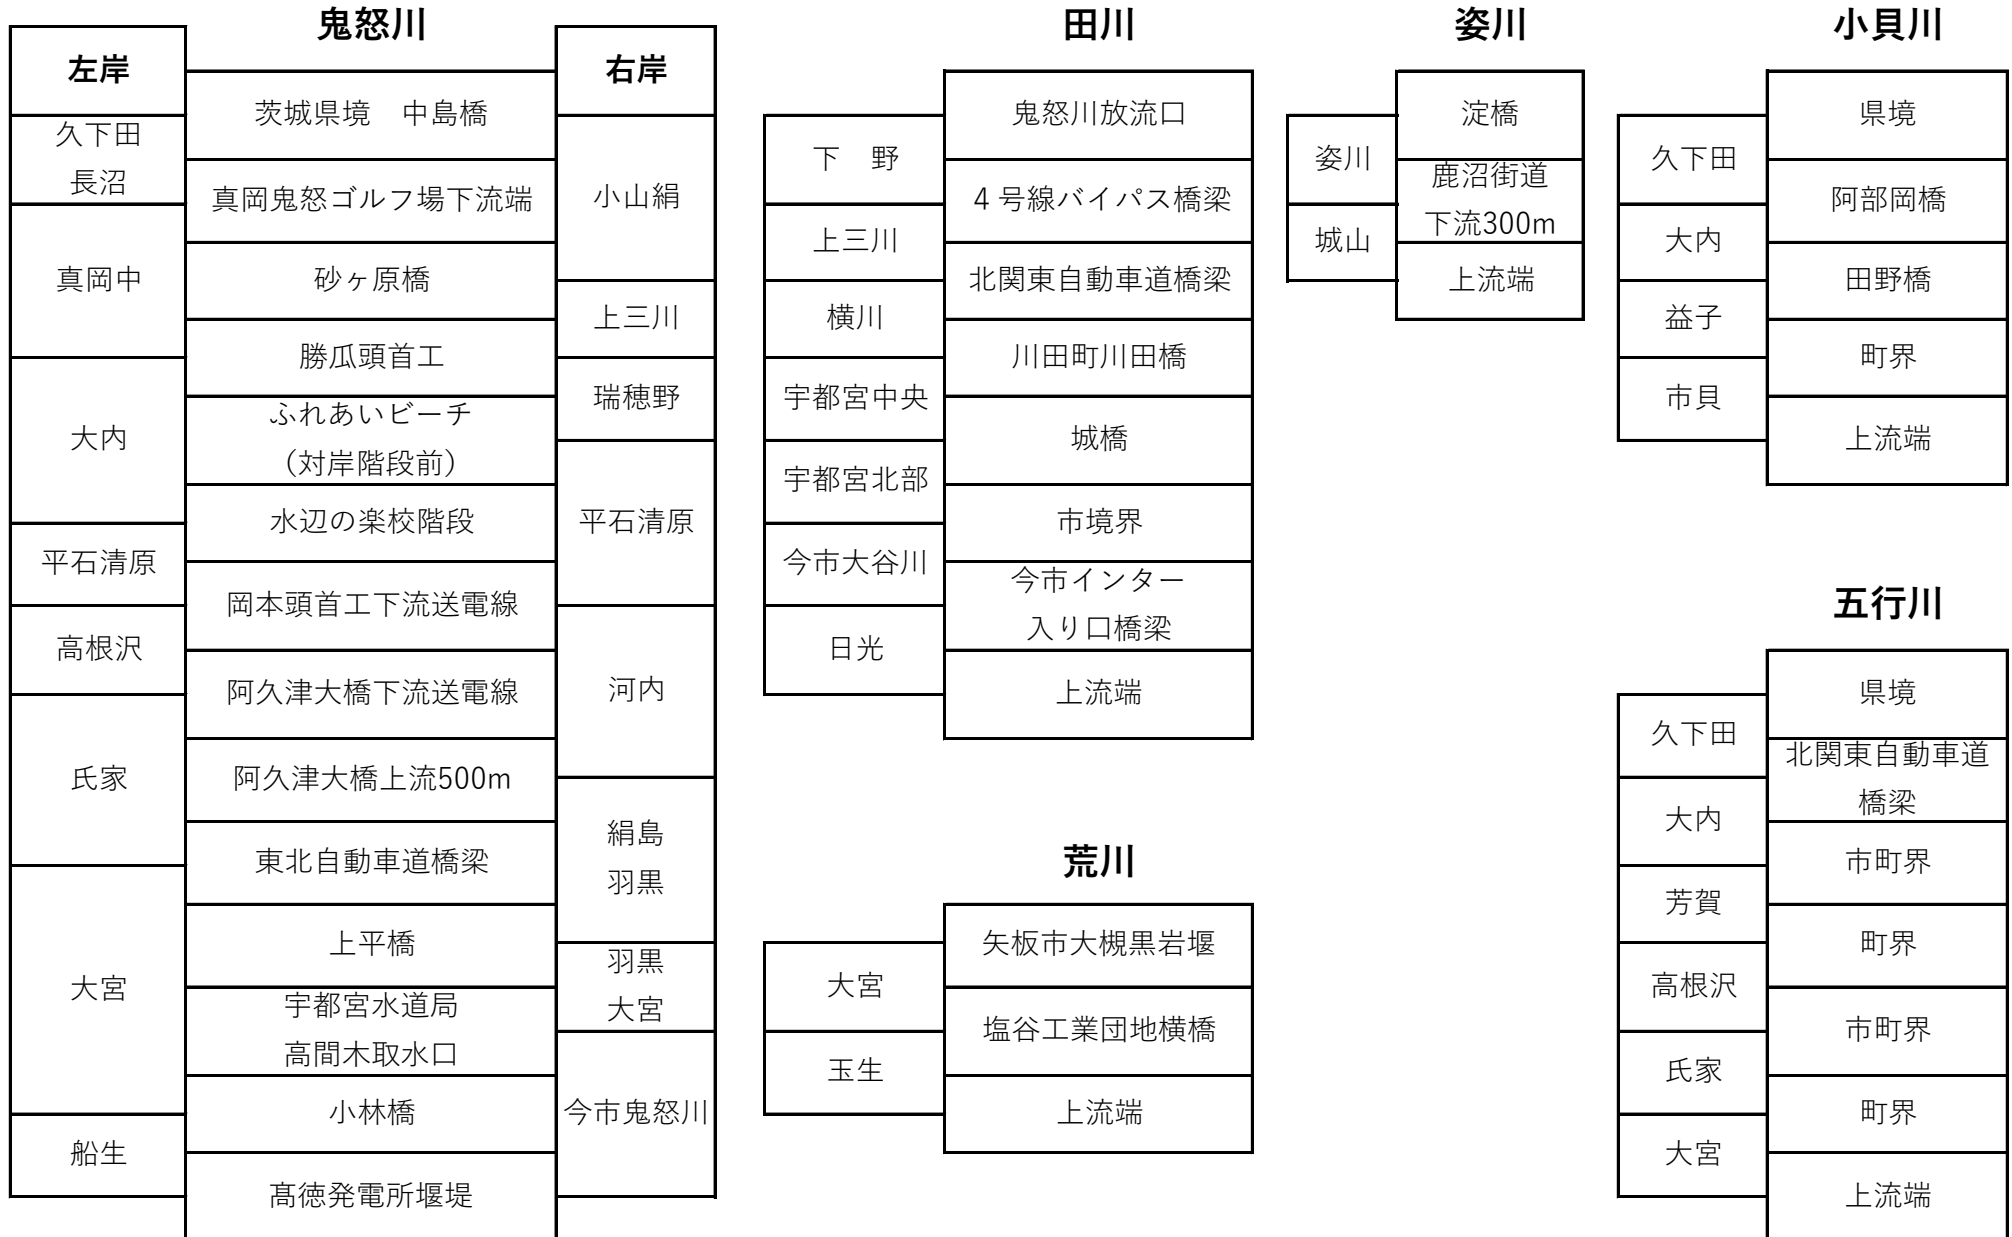 鬼怒川
左岸
右岸
茨城県境　中島橋
真岡鬼怒ゴルフ場下流端
砂ヶ原橋
勝瓜頭首工
ふれあいビーチ
（対岸階段前）
水辺の楽校階段
岡本頭首工下流送電線
阿久津大橋下流送電線
阿久津大橋上流500m
東北自動車道橋梁
上平橋
宇都宮水道局
高間木取水口
小林橋
髙徳発電所堰堤
久下田
長沼
真岡中
大内
平石清原
高根沢
氏家
大宮
船生
小山絹
上三川
瑞穂野
平石清原
河内
絹島
羽黒
羽黒
大宮
今市鬼怒川
田川
下　野
上三川
横川
宇都宮中央
宇都宮北部
今市大谷川
日光
鬼怒川放流口
４号線バイパス橋梁
北関東自動車道橋梁
川田町川田橋
城橋
市境界
今市インター
入り口橋梁
上流端
荒川
大宮
玉生
矢板市大槻黒岩堰
塩谷工業団地横橋
上流端
姿川
姿川
城山
淀橋
鹿沼街道
下流300m
上流端
小貝川
久下田
大内
益子
市貝
県境
阿部岡橋
田野橋
町界
上流端
五行川
久下田
大内
芳賀
高根沢
氏家
大宮
県境
北関東自動車道
橋梁
市町界
町界
市町界
町界
上流端